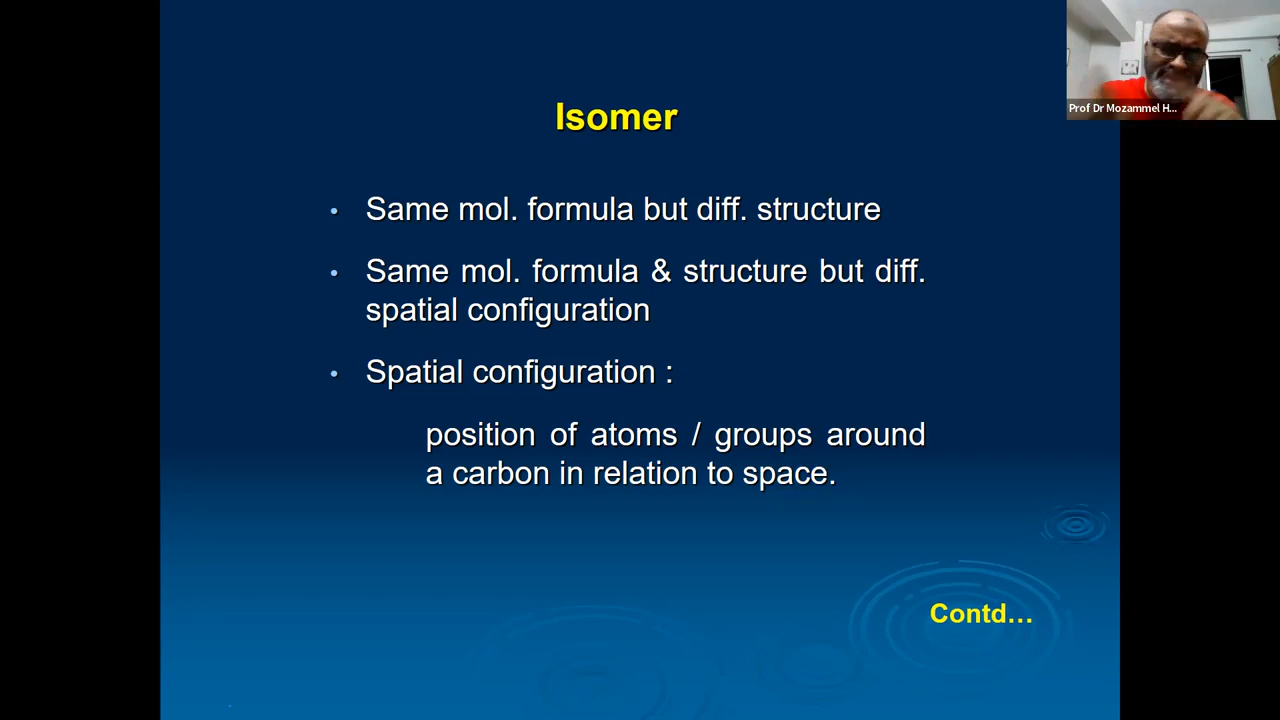 Prof Dr Mozammel H...
Isomer
• Same mol. formula but diff. structure
• Same mol. formula & structure but diff.
spatial configuration
• Spatial configuration :
position of atoms / groups around
a carbon in relation to space.
Contd...